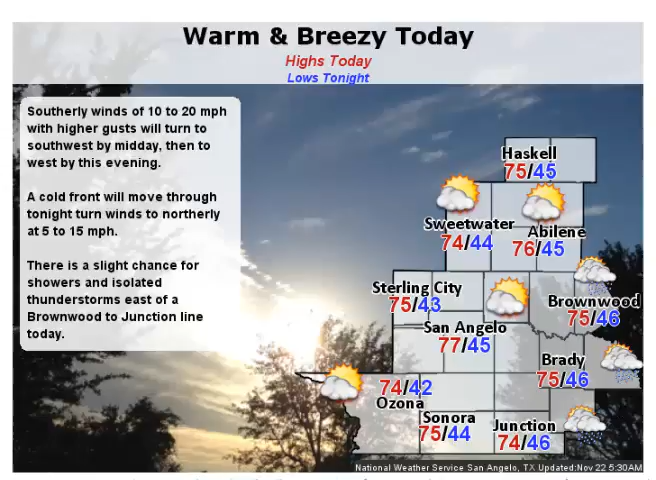 Warm & Breezy Today
Highs Today
Lows Tonight
Southerly winds of 10 to 20 mph
with higher gusts will turn to
southwest by midday, then to
west by this evening.
A cold front will move through
tonight turn winds to northerly
at 5 to 15 mph.
There is a slight chance for
showers and isolated
thunderstorms east of a
Brownwood to Junction line
today.
Haskell
75/45
Sweetwater
74/44
Abilene
76/45
Sterling City
75/43
Brownwood
75/46
San Angelo
77/45
Brady
75/46
74/42
Ozona
Sonora
75/44
Junction
74/46
National Weather Service San Angelo, TX Updated:Nov 22 5:30AM